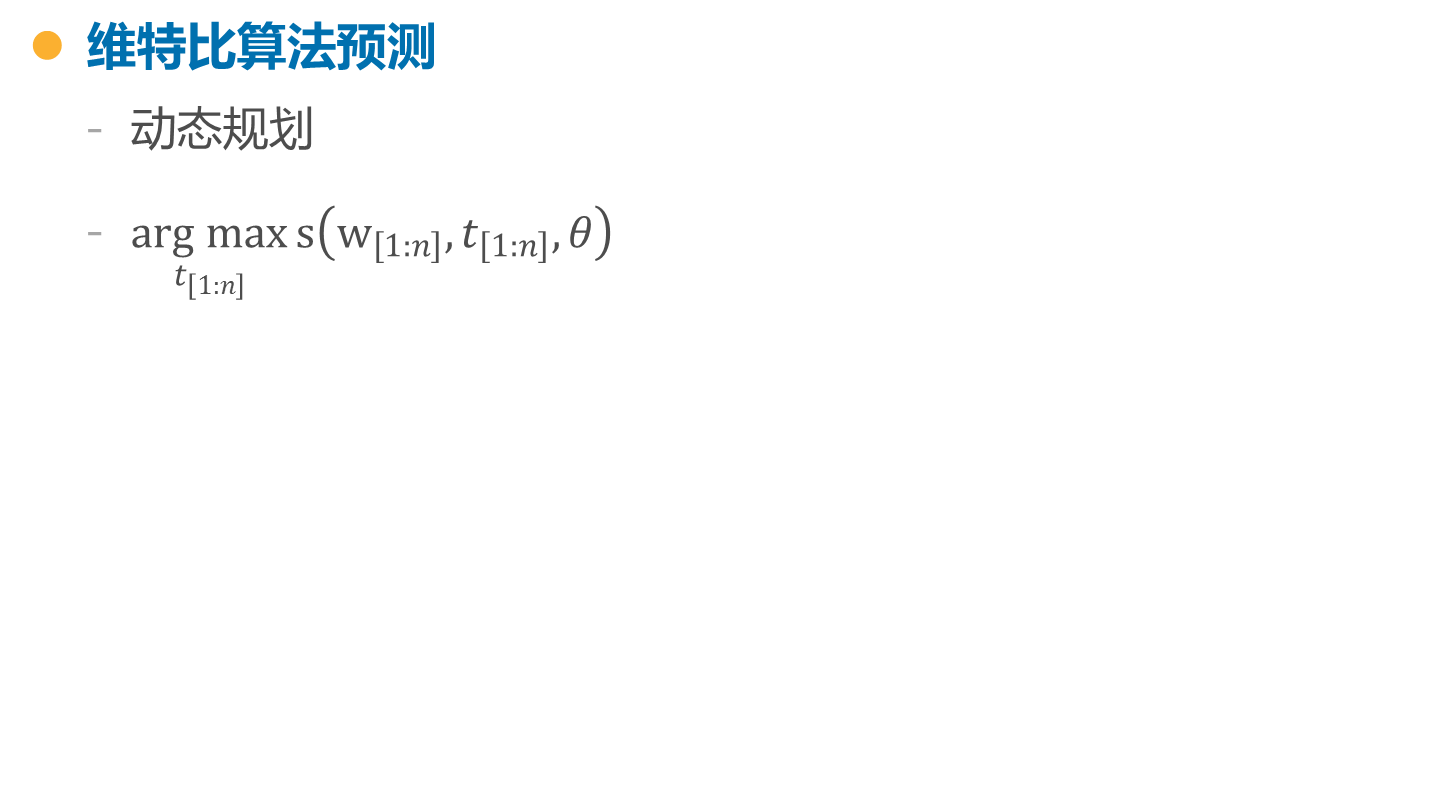 维特比算法预测
- 动态规划
- arg max s(w[1:n], t[1:n], θ)
t[1:n]